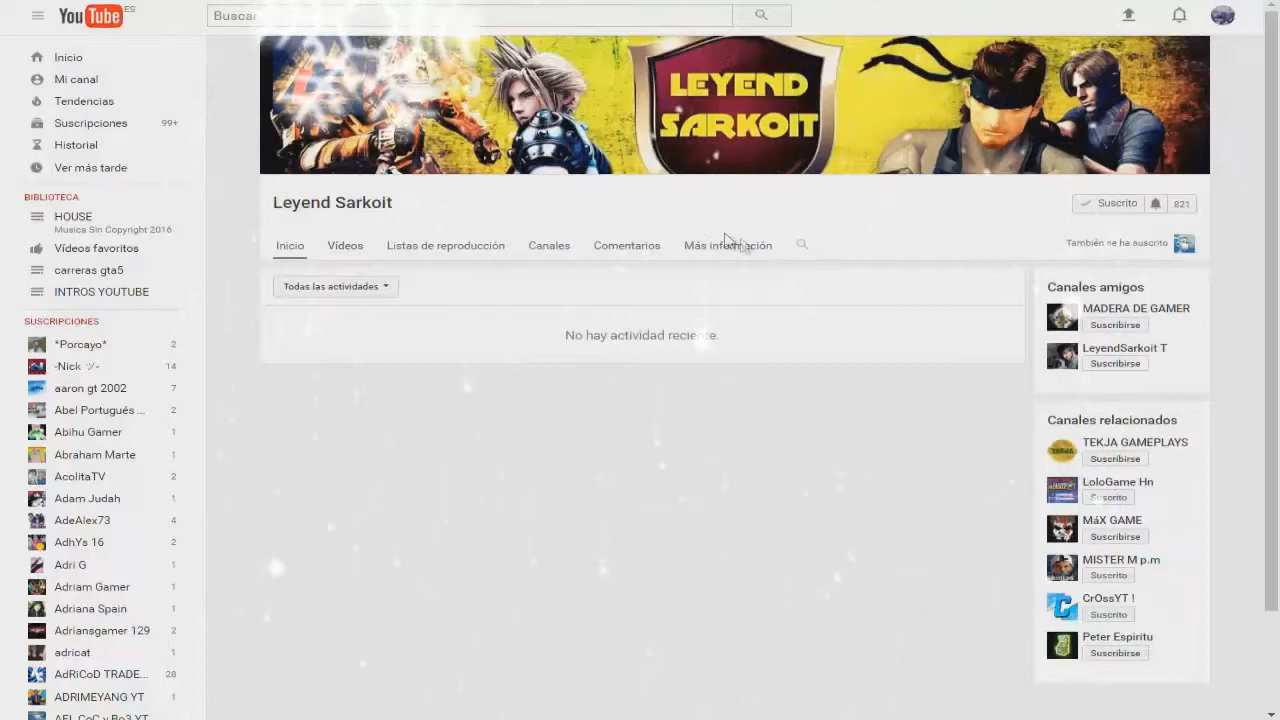 YouTube ES
Buscar
LEYEND
SARKOIT
Inicio
Mi canal
Tendencias
Suscripciones 99+
Historial
Ver más tarde
BIBLIOTECA
HOUSE
Musica Sin Copyright 2016
Vídeos favoritos
carreras gta5
INTROS YOUTUBE
SUSCRIPCIONES
*Porcayo* 2
-Nick ツ- 14
aaron gt 2002 7
Abel Portugués ... 2
Abihu Gamer 1
Abraham Marte 1
AcolitaTV 2
Adam Judah 1
AdeAlex73 4
AdhYs 16 2
Adri G 1
Adriam Gamer 1
Adriana Spain 1
Adriansgamer 129 2
adricat 1
AdRiCoD TRADE... 28
ADRIMEYANG YT 1
AEL CoC y Bo3 YT
Leyend Sarkoit
Suscrito 821
Inicio Vídeos Listas de reproducción Canales Comentarios Más información
También se ha suscrito
Todas las actividades
No hay actividad reciente.
Canales amigos
MADERA DE GAMER
Suscribirse
LeyendSarkoit T
Suscribirse
Canales relacionados
TEKJA GAMEPLAYS
Suscribirse
LoloGame Hn
Suscrito
MáX GAME
Suscribirse
MISTER M p.m
Suscrito
CrOssYT !
Suscrito
Peter Espiritu
Suscribirse